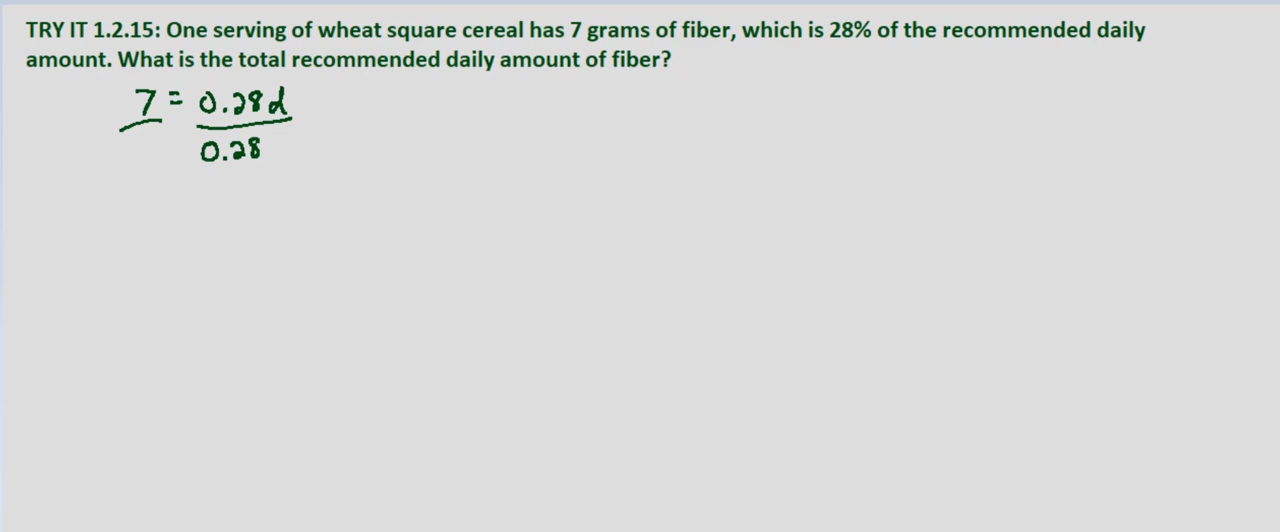 TRY IT 1.2.15: One serving of wheat square cereal has 7 grams of fiber, which is 28% of the recommended daily
amount. What is the total recommended daily amount of fiber?
7 = 0.28d
0.28